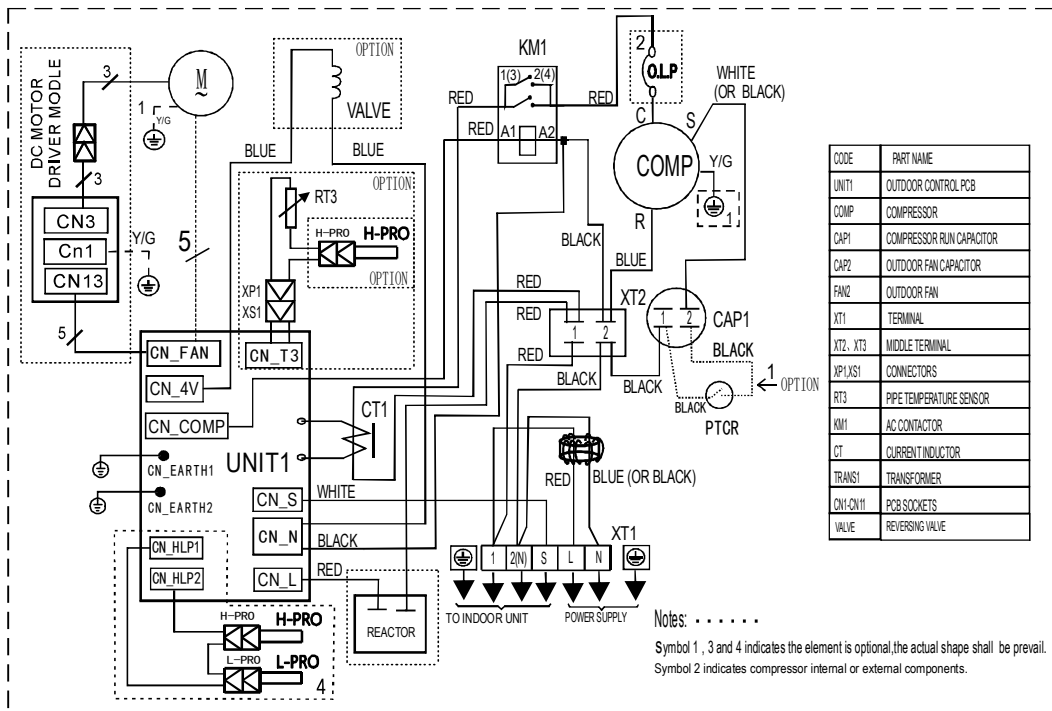 DC MOTOR
DRIVER MODLE
3
M
~
1
Y/G
3
CN3
Cn1
CN13
Y/G
5
5
OPTION
VALVE
BLUE
BLUE
OPTION
RT3
H-PRO
H-PRO
OPTION
XP1
XS1
KM1
1(3)
2(4)
RED
RED
RED
A1
A2
2
O.L.P
C
S
COMP
R
WHITE
(OR BLACK)
Y/G
1
BLACK
BLUE
RED
RED
XT2
1
2
RED
BLACK
BLACK
1
2
CAP1
BLACK
BLACK
PTCR
1
OPTION
CN_FAN
CN_T3
CN_4V
CN_COMP
UNIT1
CT1
CN_EARTH1
CN_EARTH2
CN_S
WHITE
CN_N
BLACK
CN_L
RED
CN_HLP1
CN_HLP2
H-PRO
H-PRO
L-PRO
L-PRO
4
REACTOR
RED
BLUE (OR BLACK)
1
2(N)
S
L
N
XT1
TO INDOOR UNIT
POWER SUPPLY
CODE PART NAME
UNIT1 OUTDOOR CONTROL PCB
COMP COMPRESSOR
CAP1 COMPRESSOR RUN CAPACITOR
CAP2 OUTDOOR FAN CAPACITOR
FAN2 OUTDOOR FAN
XT1 TERMINAL
XT2、XT3 MIDDLE TERMINAL
XP1,XS1 CONNECTORS
RT3 PIPE TEMPERATURE SENSOR
KM1 AC CONTACTOR
CT CURRENT INDUCTOR
TRANS1 TRANSFORMER
CN1-CN11 PCB SOCKETS
VALVE REVERSING VALVE
Notes: · · · · · ·
Symbol 1 , 3 and 4 indicates the element is optional,the actual shape shall be prevail.
Symbol 2 indicates compressor internal or external components.